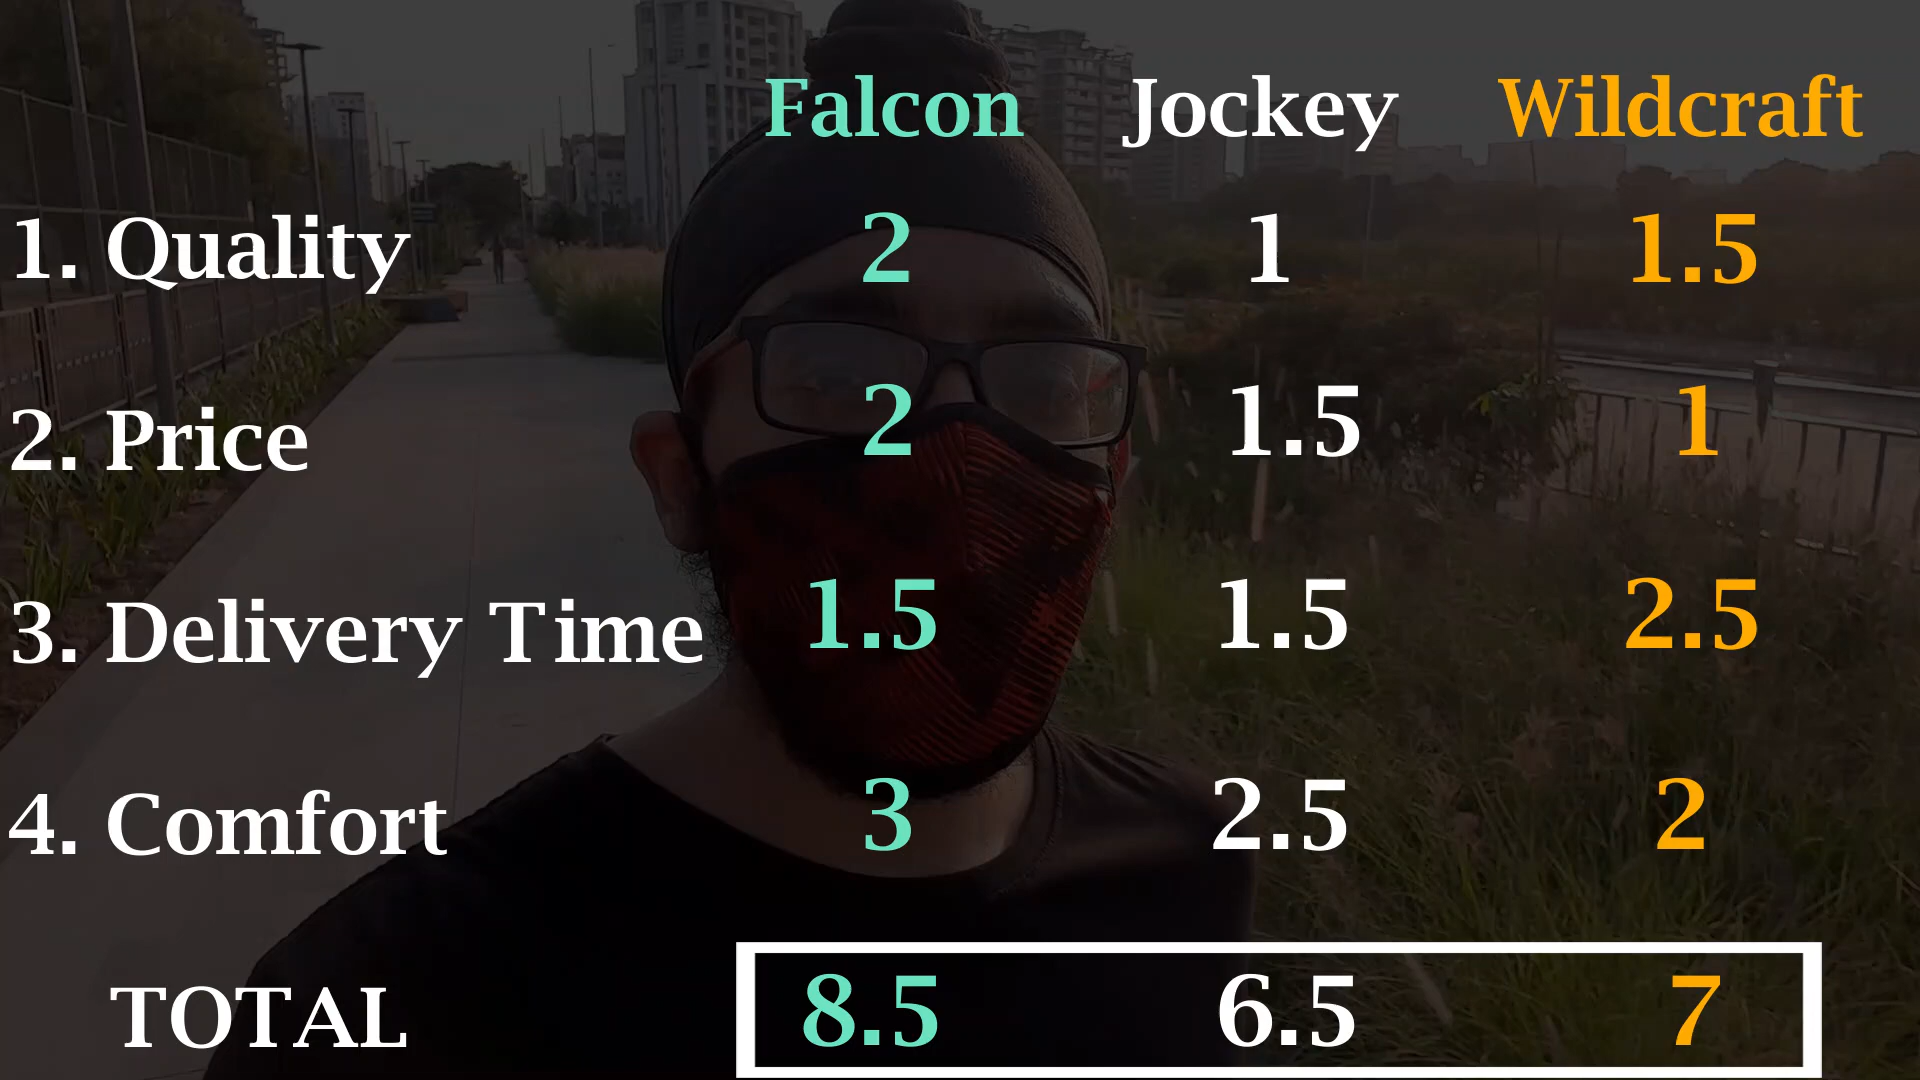 Falcon Jockey Wildcraft
1. Quality 2 1 1.5
2. Price 2 1.5 1
3. Delivery Time 1.5 1.5 2.5
4. Comfort 3 2.5 2
TOTAL 8.5 6.5 7